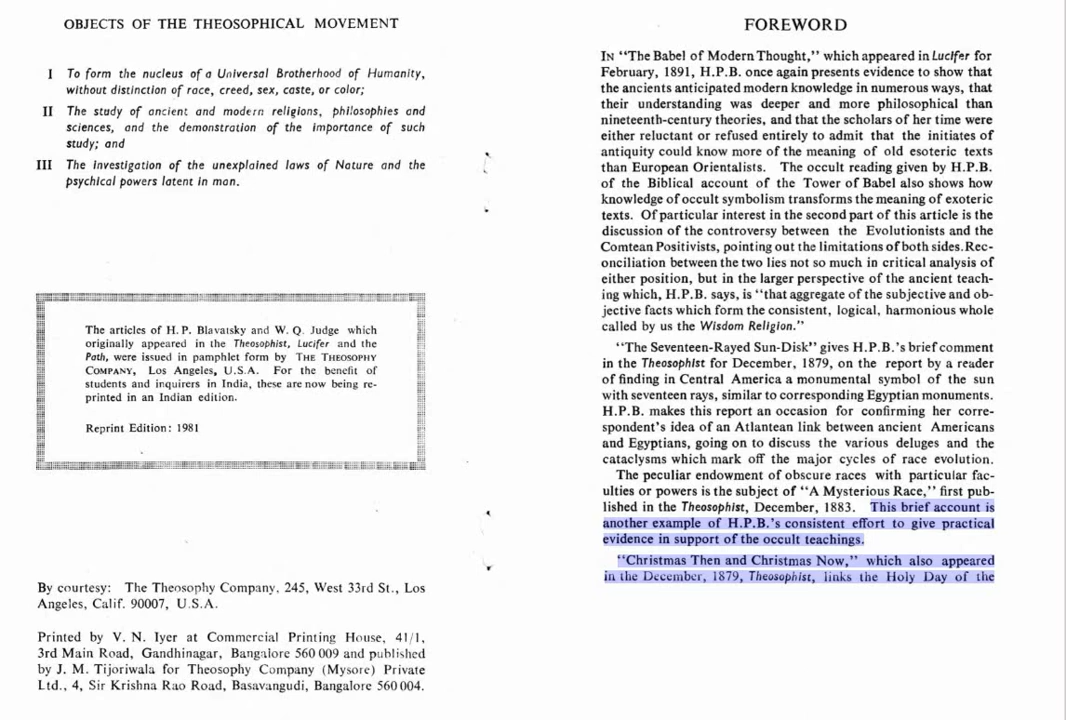 OBJECTS OF THE THEOSOPHICAL MOVEMENT
I To form the nucleus of a Universal Brotherhood of Humanity,
without distinction of race, creed, sex, caste, or color;
II The study of ancient and modern religions, philosophies and
sciences, and the demonstration of the importance of such
study; and
III The investigation of the unexplained laws of Nature and the
psychical powers latent in man.
The articles of H. P. Blavatsky and W. Q. Judge which
originally appeared in the Theosophist, Lucifer and the
Path, were issued in pamphlet form by THE THEOSOPHY
COMPANY, Los Angeles, U.S.A. For the benefit of
students and inquirers in India, these are now being re-
printed in an Indian edition.
Reprint Edition: 1981
By courtesy: The Theosophy Company, 245, West 33rd St., Los
Angeles, Calif. 90007, U.S.A.
Printed by V. N. Iyer at Commercial Printing House, 41/1,
3rd Main Road, Gandhinagar, Bangalore 560 009 and published
by J. M. Tijoriwala for Theosophy Company (Mysore) Private
Ltd., 4, Sir Krishna Rao Road, Basavangudi, Bangalore 560 004.
FOREWORD
IN "The Babel of Modern Thought," which appeared in Lucifer for
February, 1891, H.P.B. once again presents evidence to show that
the ancients anticipated modern knowledge in numerous ways, that
their understanding was deeper and more philosophical than
nineteenth-century theories, and that the scholars of her time were
either reluctant or refused entirely to admit that the initiates of
antiquity could know more of the meaning of old esoteric texts
than European Orientalists. The occult reading given by H.P.B.
of the Biblical account of the Tower of Babel also shows how
knowledge of occult symbolism transforms the meaning of exoteric
texts. Of particular interest in the second part of this article is the
discussion of the controversy between the Evolutionists and the
Comtean Positivists, pointing out the limitations of both sides. Rec-
onciliation between the two lies not so much in critical analysis of
either position, but in the larger perspective of the ancient teach-
ing which, H.P.B. says, is "that aggregate of the subjective and ob-
jective facts which form the consistent, logical, harmonious whole
called by us the Wisdom Religion."
"The Seventeen-Rayed Sun-Disk" gives H.P.B.'s brief comment
in the Theosophist for December, 1879, on the report by a reader
of finding in Central America a monumental symbol of the sun
with seventeen rays, similar to corresponding Egyptian monuments.
H.P.B. makes this report an occasion for confirming her corre-
spondent's idea of an Atlantean link between ancient Americans
and Egyptians, going on to discuss the various deluges and the
cataclysms which mark off the major cycles of race evolution.
The peculiar endowment of obscure races with particular fac-
ulties or powers is the subject of "A Mysterious Race," first pub-
lished in the Theosophist, December, 1883. This brief account is
another example of H.P.B.'s consistent effort to give practical
evidence in support of the occult teachings.
"Christmas Then and Christmas Now," which also appeared
in the December, 1879, Theosophist, links the Holy Day of the